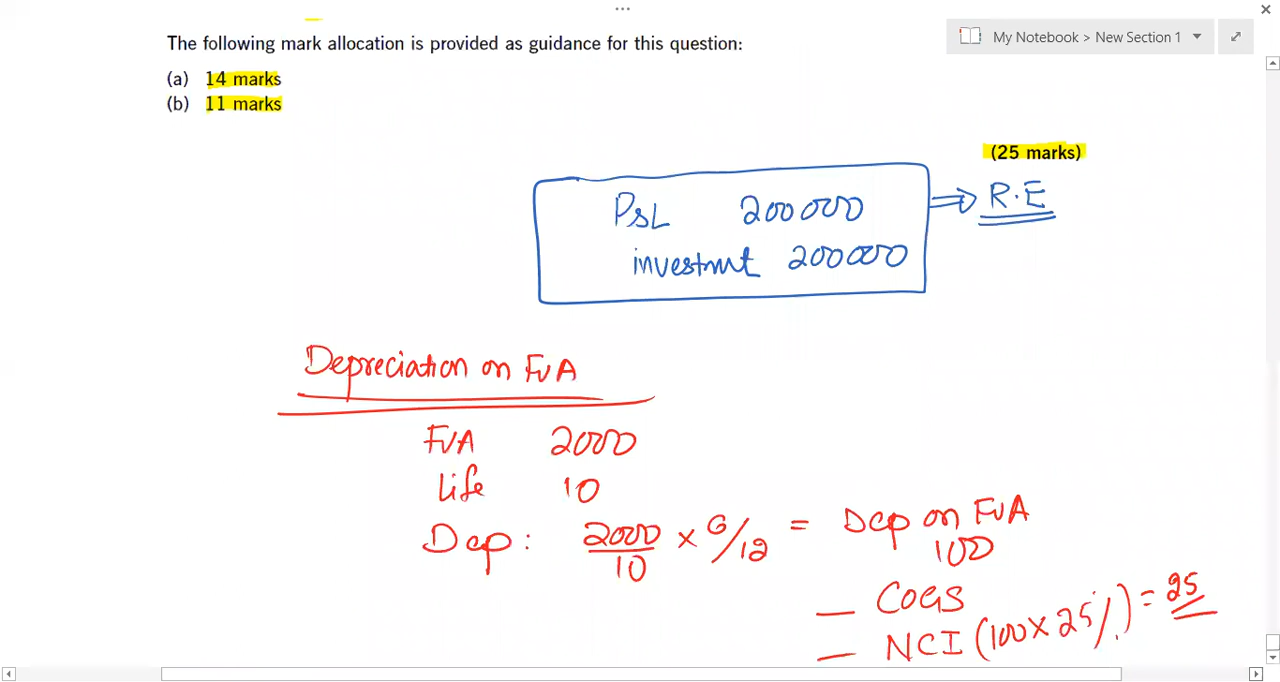 My Notebook > New Section 1
The following mark allocation is provided as guidance for this question:
(a) 14 marks
(b) 11 marks
(25 marks)
PsL 200000
investmt 200000
⇒ R.E
Depreciation on FVA
FVA 2000
Life 10
Dep: 2000/10 × 6/12 = Dep on FVA 100
— COGS
— NCI (100 × 25%) = 25